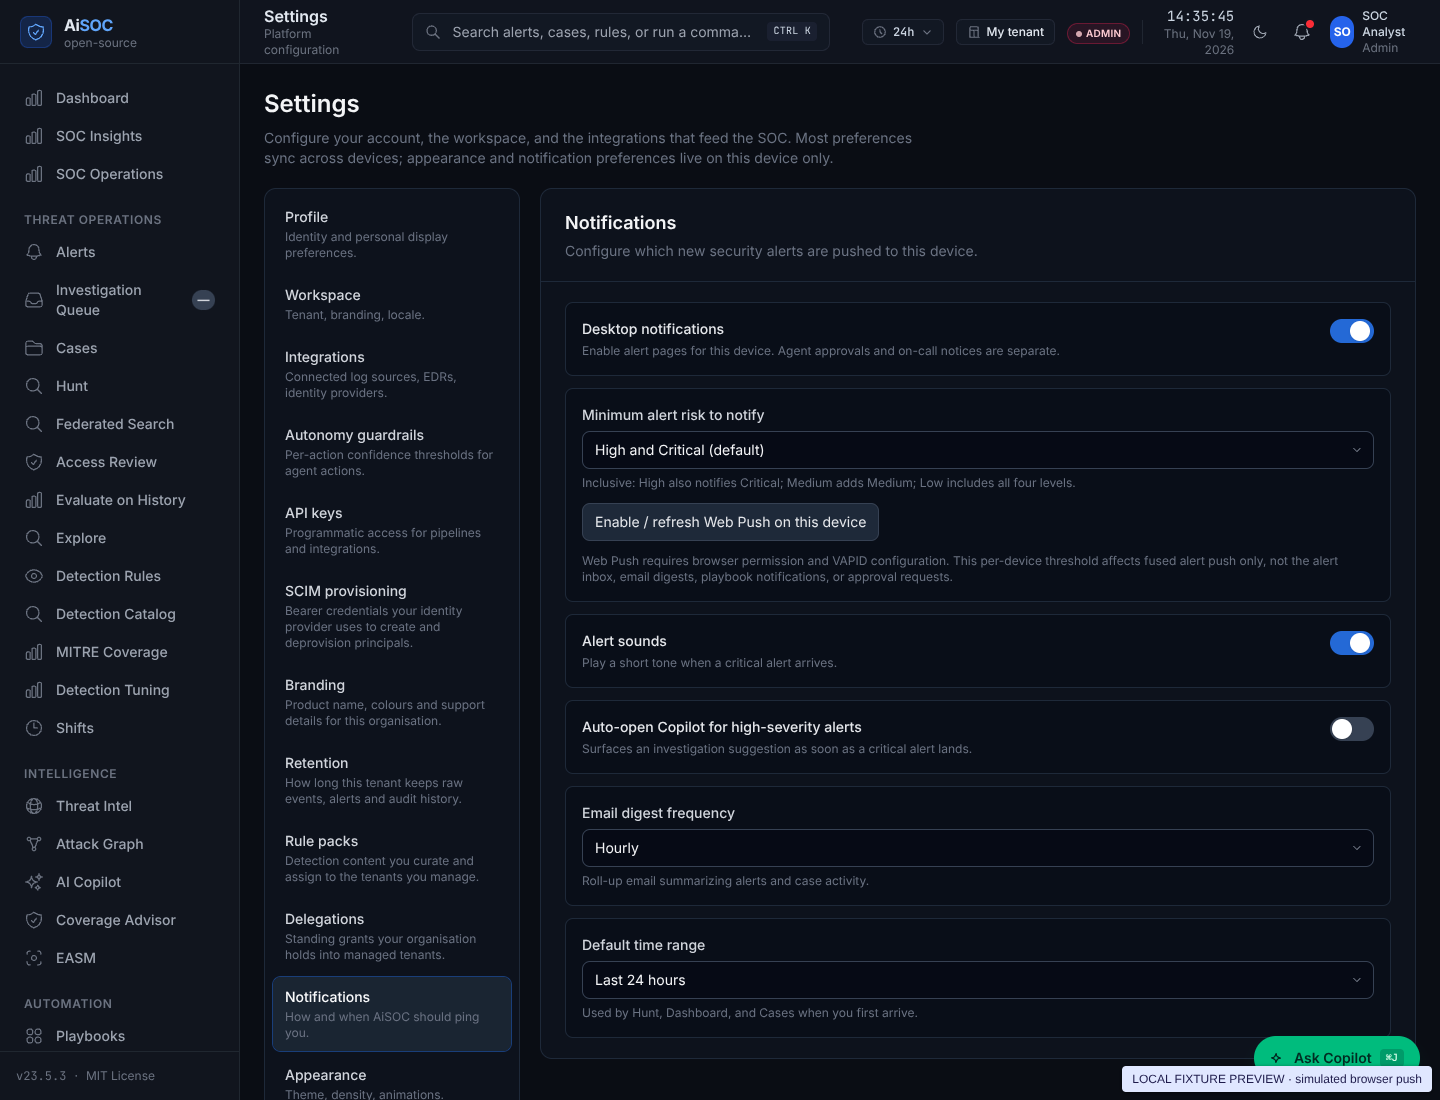 AiSOC
open-source
Settings
Platform
configuration
Search alerts, cases, rules, or run a comma...
CTRL K
24h
My tenant
ADMIN
14:35:45
Thu, Nov 19,
2026
SO
SOC
Analyst
Admin
Dashboard
SOC Insights
SOC Operations
THREAT OPERATIONS
Alerts
Investigation
Queue
Cases
Hunt
Federated Search
Access Review
Evaluate on History
Explore
Detection Rules
Detection Catalog
MITRE Coverage
Detection Tuning
Shifts
INTELLIGENCE
Threat Intel
Attack Graph
AI Copilot
Coverage Advisor
EASM
AUTOMATION
Playbooks
v23.5.3 · MIT License
Settings
Configure your account, the workspace, and the integrations that feed the SOC. Most preferences
sync across devices; appearance and notification preferences live on this device only.
Profile
Identity and personal display
preferences.
Workspace
Tenant, branding, locale.
Integrations
Connected log sources, EDRs,
identity providers.
Autonomy guardrails
Per-action confidence thresholds for
agent actions.
API keys
Programmatic access for pipelines
and integrations.
SCIM provisioning
Bearer credentials your identity
provider uses to create and
deprovision principals.
Branding
Product name, colours and support
details for this organisation.
Retention
How long this tenant keeps raw
events, alerts and audit history.
Rule packs
Detection content you curate and
assign to the tenants you manage.
Delegations
Standing grants your organisation
holds into managed tenants.
Notifications
How and when AiSOC should ping
you.
Appearance
Theme, density, animations.
Notifications
Configure which new security alerts are pushed to this device.
Desktop notifications
Enable alert pages for this device. Agent approvals and on-call notices are separate.
Minimum alert risk to notify
High and Critical (default)
Inclusive: High also notifies Critical; Medium adds Medium; Low includes all four levels.
Enable / refresh Web Push on this device
Web Push requires browser permission and VAPID configuration. This per-device threshold affects fused alert push only, not the alert
inbox, email digests, playbook notifications, or approval requests.
Alert sounds
Play a short tone when a critical alert arrives.
Auto-open Copilot for high-severity alerts
Surfaces an investigation suggestion as soon as a critical alert lands.
Email digest frequency
Hourly
Roll-up email summarizing alerts and case activity.
Default time range
Last 24 hours
Used by Hunt, Dashboard, and Cases when you first arrive.
Ask Copilot ⌘J
LOCAL FIXTURE PREVIEW · simulated browser push